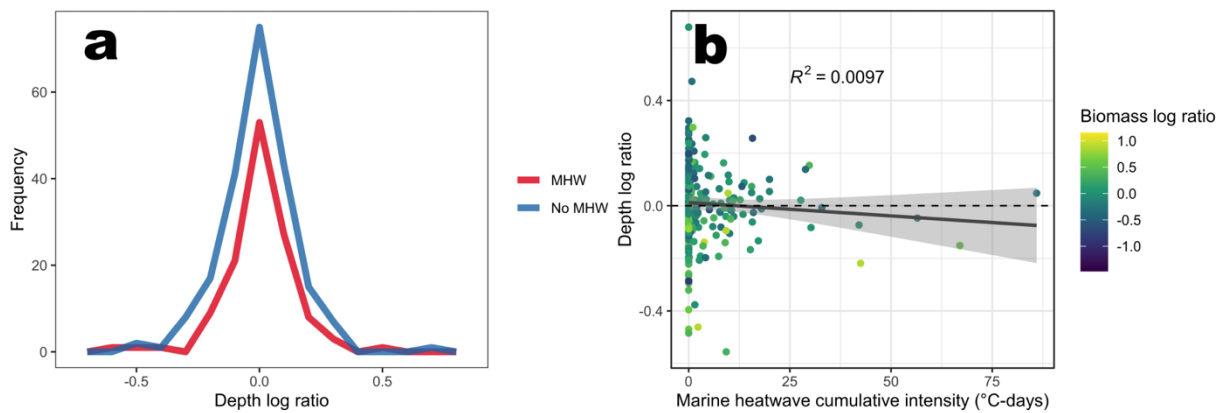 a
Frequency
60
40
20
0
-0.5
0.0
0.5
Depth log ratio
MHW
No MHW
b
R² = 0.0097
Depth log ratio
0.4
0.0
-0.4
0
25
50
75
Marine heatwave cumulative intensity (°C-days)
Biomass log ratio
1.0
0.5
0.0
-0.5
-1.0